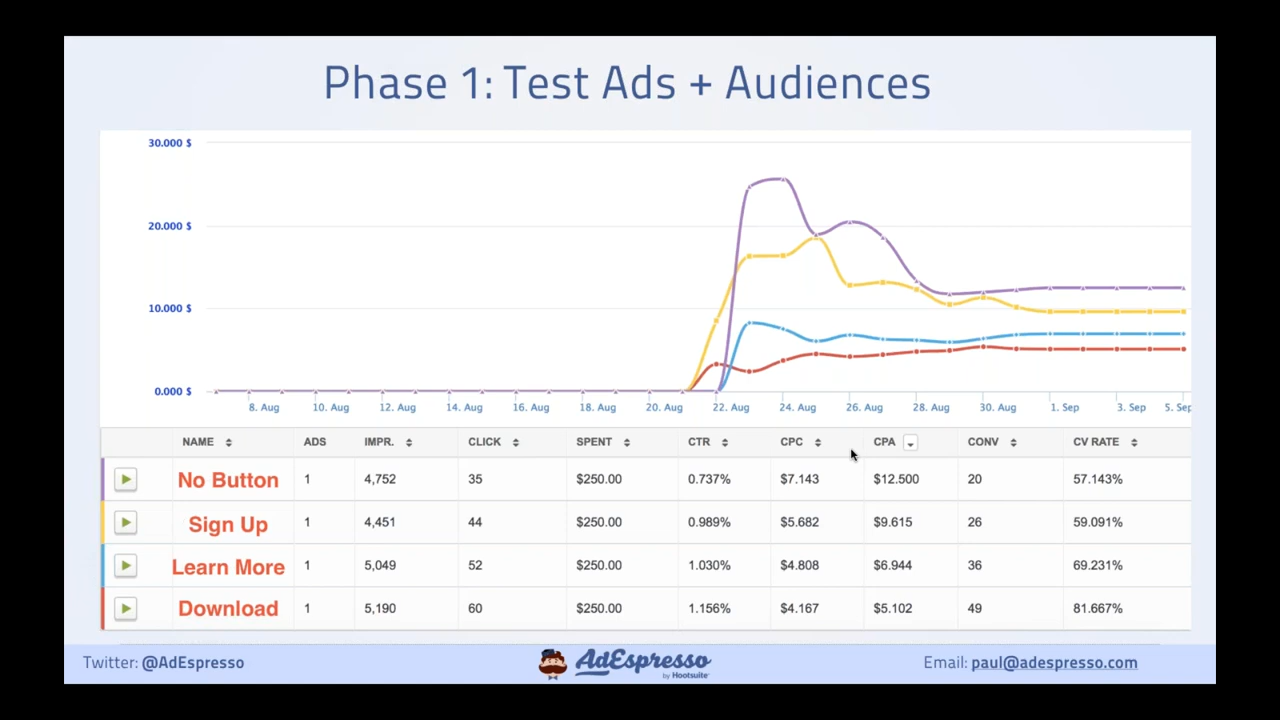 Phase 1: Test Ads + Audiences
30.000 $
20.000 $
10.000 $
0.000 $
8. Aug 10. Aug 12. Aug 14. Aug 16. Aug 18. Aug 20. Aug 22. Aug 24. Aug 26. Aug 28. Aug 30. Aug 1. Sep 3. Sep 5. Sep
NAME ADS IMPR. CLICK SPENT CTR CPC CPA CONV CV RATE
No Button 1 4,752 35 $250.00 0.737% $7.143 $12.500 20 57.143%
Sign Up 1 4,451 44 $250.00 0.989% $5.682 $9.615 26 59.091%
Learn More 1 5,049 52 $250.00 1.030% $4.808 $6.944 36 69.231%
Download 1 5,190 60 $250.00 1.156% $4.167 $5.102 49 81.667%
Twitter: @AdEspresso AdEspresso Email: paul@adespresso.com
by Hootsuite